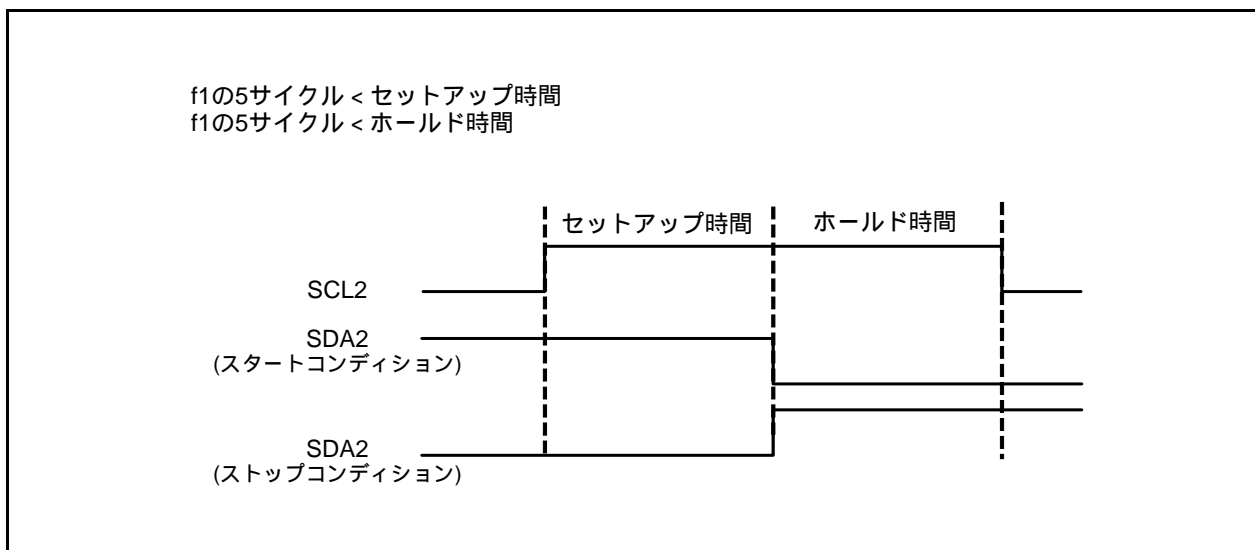 f1の5サイクル < セットアップ時間
f1の5サイクル < ホールド時間
セットアップ時間
ホールド時間
SCL2
SDA2
(スタートコンディション)
SDA2
(ストップコンディション)